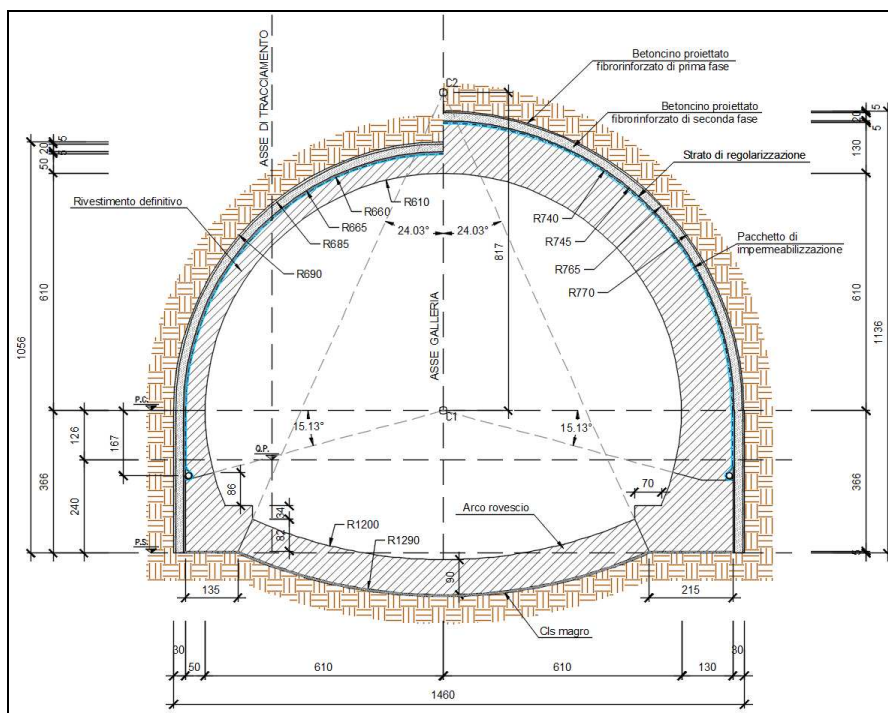 ASSE DI TRACCIAMENTO
C2
Betoncino proiettato
fibrorinforzato di prima fase
Betoncino proiettato
fibrorinforzato di seconda fase
Strato di regolarizzazione
Pacchetto di
impermeabilizzazione
Rivestimento definitivo
R610
R660
R665
R685
R690
R740
R745
R765
R770
24.03°
24.03°
817
ASSE GALLERIA
5
20
5
50
610
1056
5
20
5
130
610
1136
P.C.
C1
15.13°
15.13°
126
167
366
240
Q.P.
86
34
82
70
366
5
P.S.
R1200
R1290
Arco rovescio
90
Cls magro
135
215
30
50
610
610
130
30
1460